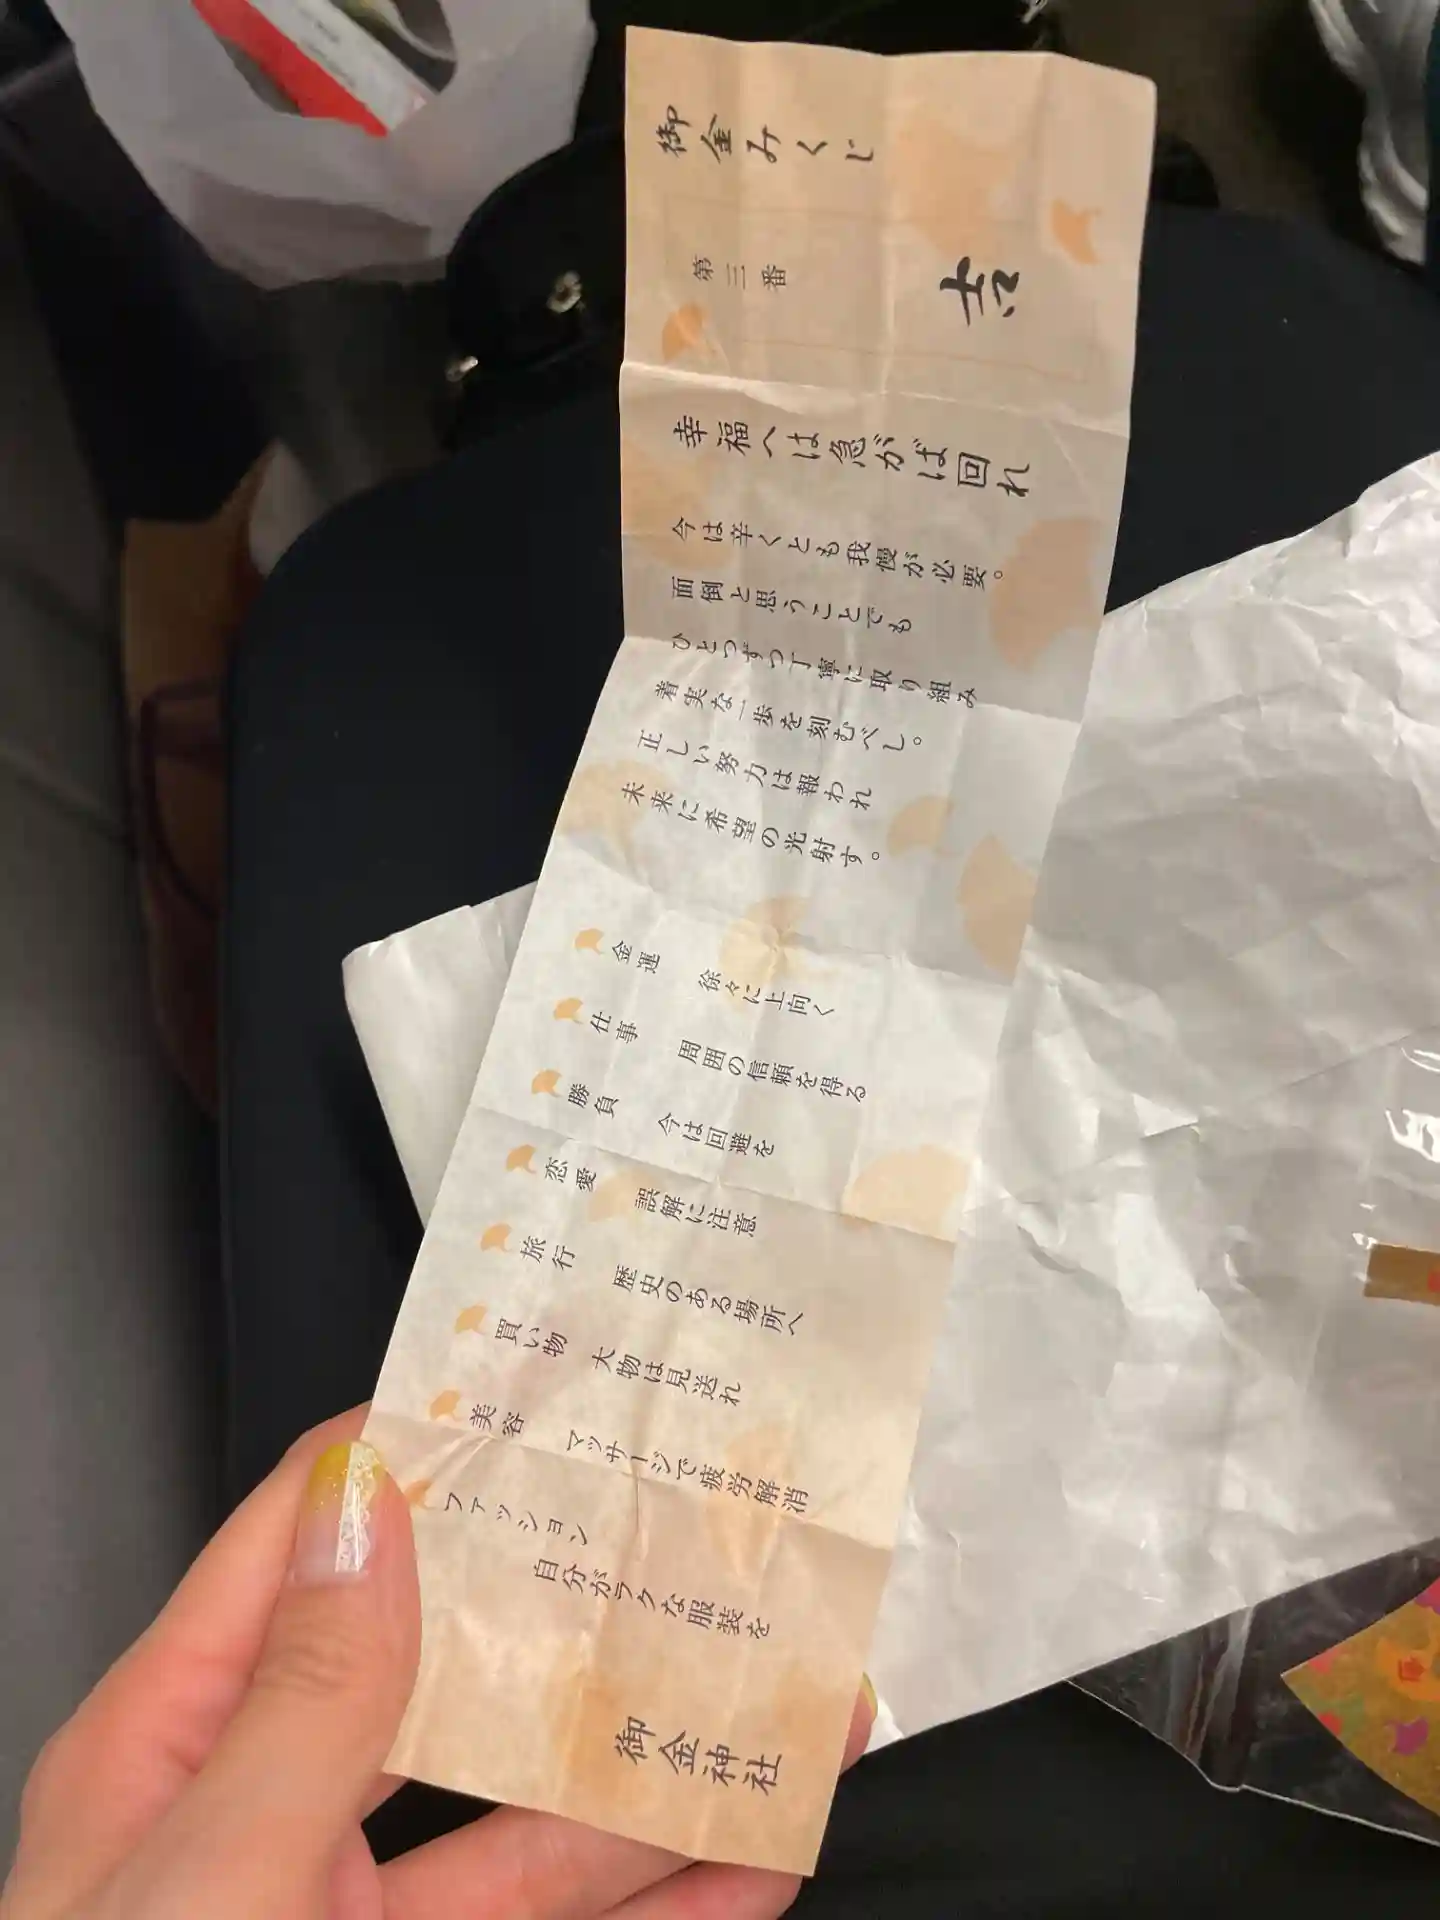 御金みくじ
第三番
吉
幸福へは急がば回れ
今は辛くとも我慢が必要。
面倒と思うことでも
ひとつずつ丁寧に取り組み
着実な一歩を刻むべし。
正しい努力は報われ
未来に希望の光射す。
金運 徐々に上向く
仕事 周囲の信頼を得る
勝負 今は回避を
恋愛 誤解に注意
旅行 歴史のある場所へ
買い物 大物は見送れ
美容 マッサージで疲労解消
ファッション
自分がラクな服装を
御金神社